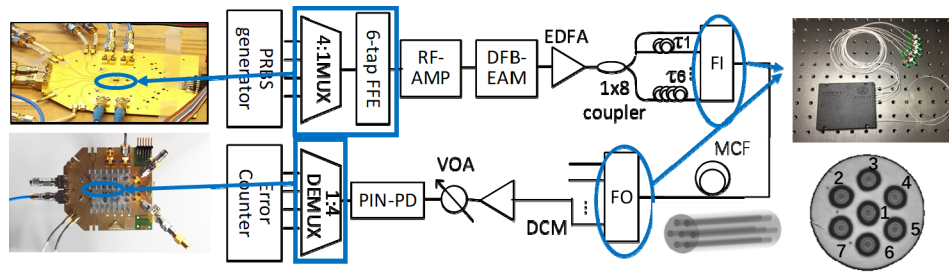 PRBS
generator
4:1MUX
6-tap FFE
RF-
AMP
DFB-
EAM
EDFA
1x8
coupler
τ1
τ6
FI
MCF
Error
Counter
1:4
DEMUX
PIN-PD
VOA
DCM
FO
3
2
4
1
5
7
6